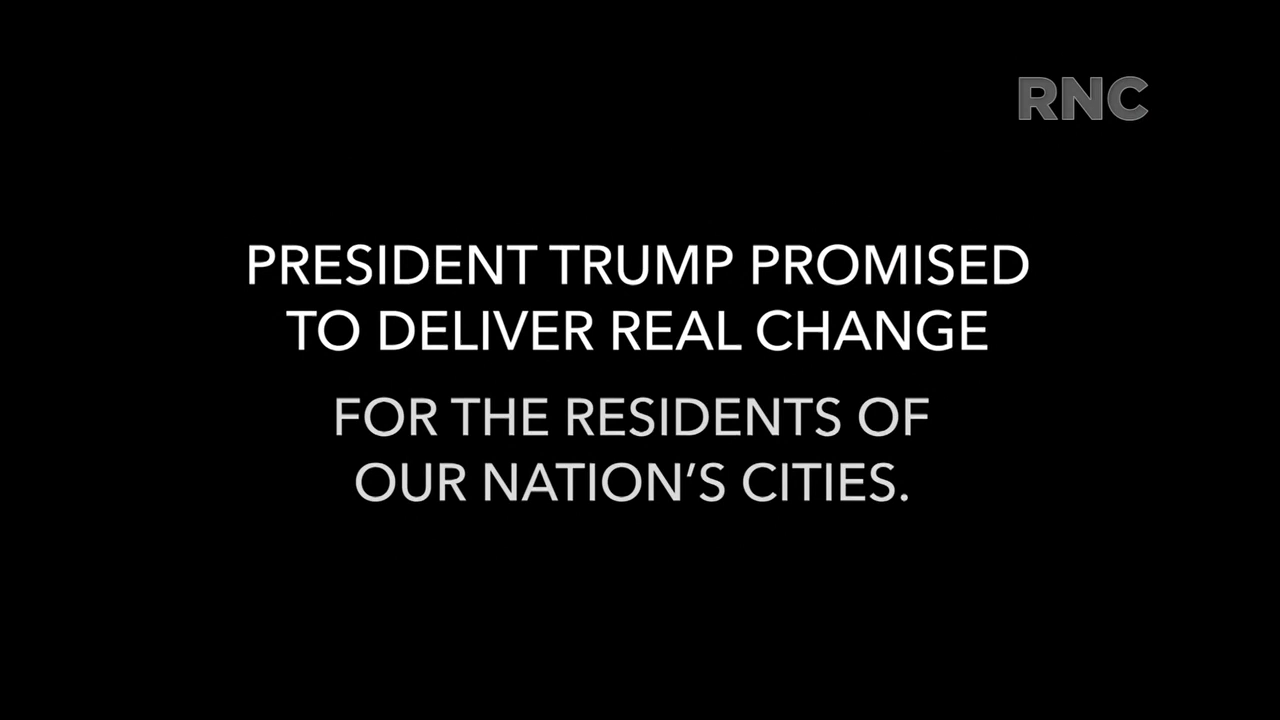 RNC
PRESIDENT TRUMP PROMISED
TO DELIVER REAL CHANGE
FOR THE RESIDENTS OF
OUR NATION’S CITIES.